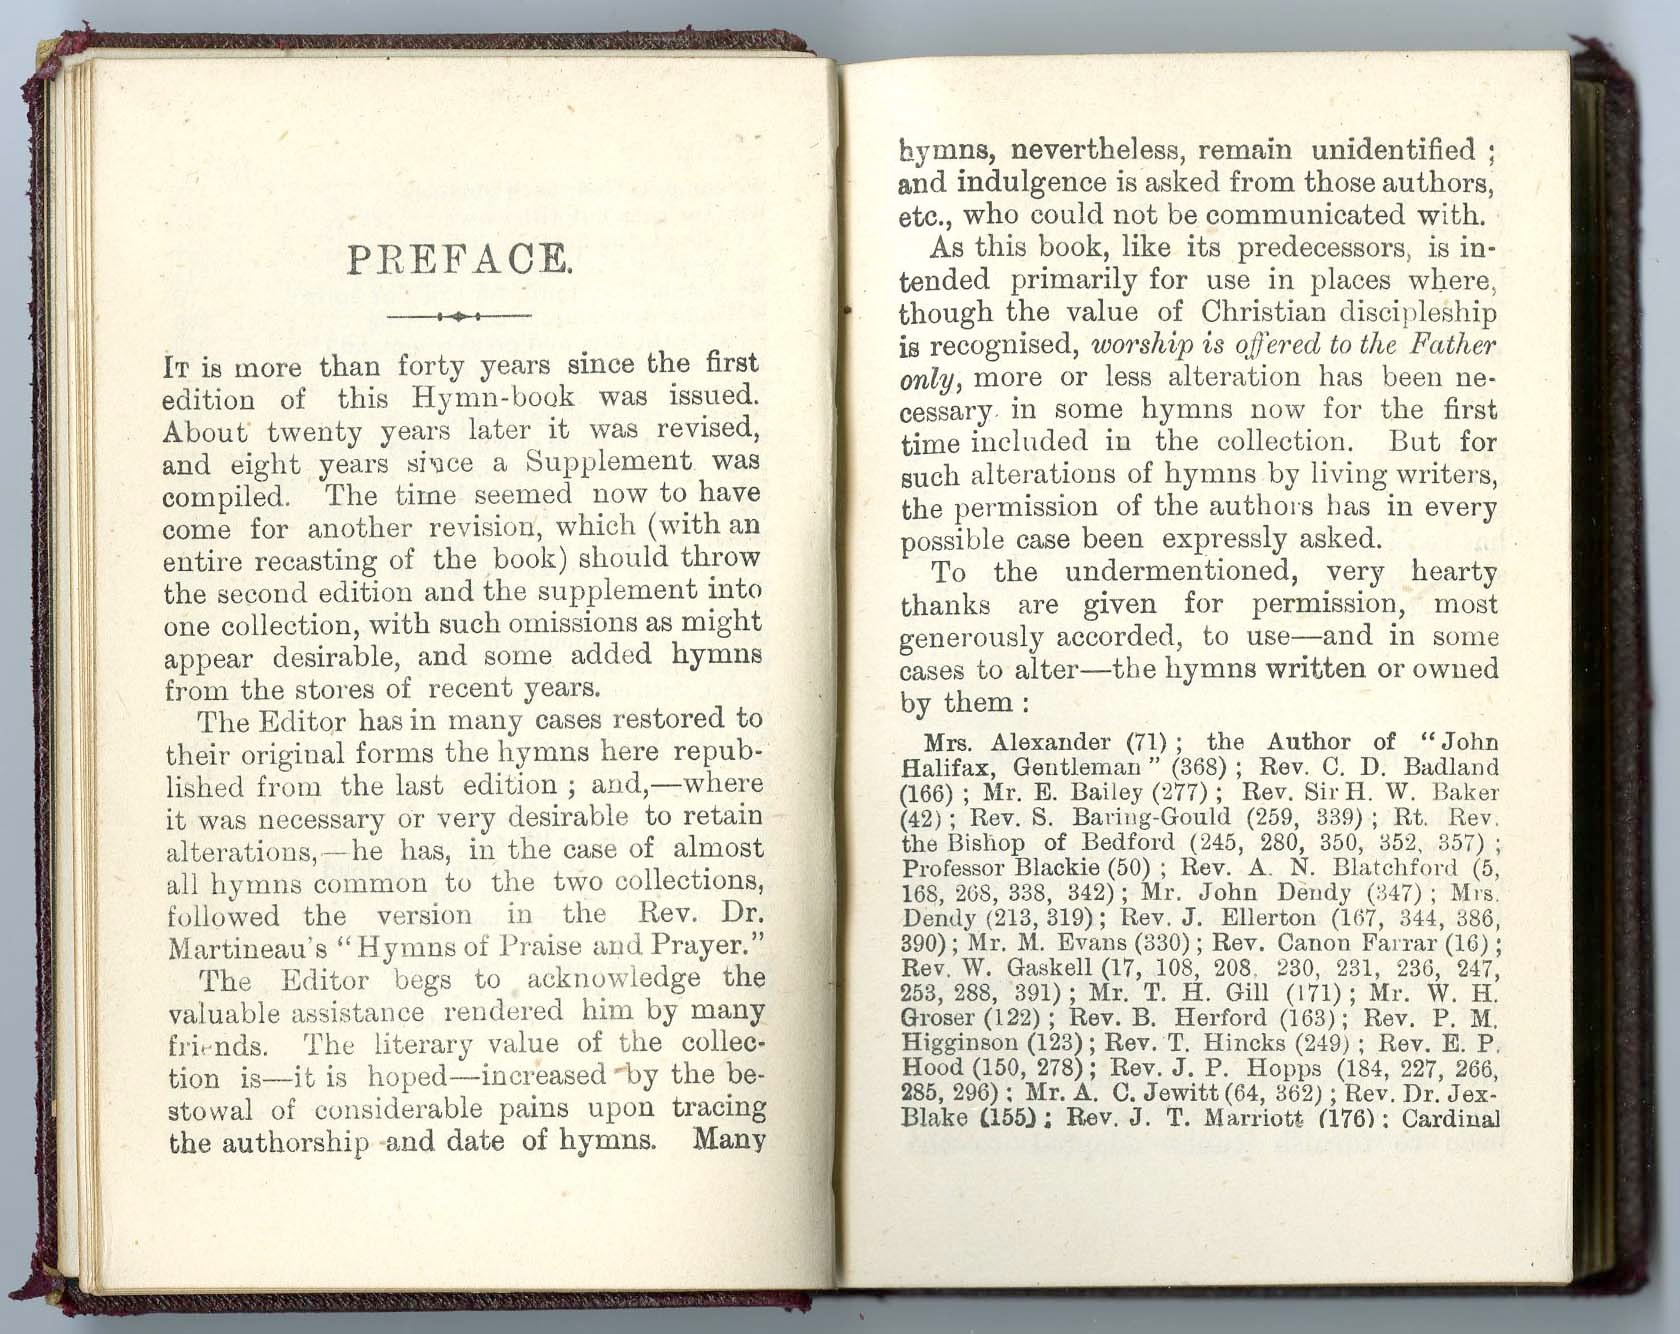 PREFACE.
IT is more than forty years since the first
edition of this Hymn-book was issued.
About twenty years later it was revised,
and eight years since a Supplement was
compiled. The time seemed now to have
come for another revision, which (with an
entire recasting of the book) should throw
the second edition and the supplement into
one collection, with such omissions as might
appear desirable, and some added hymns
from the stores of recent years.
The Editor has in many cases restored to
their original forms the hymns here repub-
lished from the last edition ; and,—where
it was necessary or very desirable to retain
alterations,—he has, in the case of almost
all hymns common to the two collections,
followed the version in the Rev. Dr.
Martineau's "Hymns of Praise and Prayer."
The Editor begs to acknowledge the
valuable assistance rendered him by many
friends. The literary value of the collec-
tion is—it is hoped—increased by the be-
stowal of considerable pains upon tracing
the authorship and date of hymns. Many
hymns, nevertheless, remain unidentified ;
and indulgence is asked from those authors,
etc., who could not be communicated with.
As this book, like its predecessors, is in-
tended primarily for use in places where,
though the value of Christian discipleship
is recognised, worship is offered to the Father
only, more or less alteration has been ne-
cessary in some hymns now for the first
time included in the collection. But for
such alterations of hymns by living writers,
the permission of the authors has in every
possible case been expressly asked.
To the undermentioned, very hearty
thanks are given for permission, most
generously accorded, to use—and in some
cases to alter—the hymns written or owned
by them :
Mrs. Alexander (71) ; the Author of "John
Halifax, Gentleman" (368) ; Rev. C. D. Badland
(166) ; Mr. E. Bailey (277) ; Rev. Sir H. W. Baker
(42) ; Rev. S. Baring-Gould (259, 339) ; Rt. Rev.
the Bishop of Bedford (245, 280, 350, 352, 357) ;
Professor Blackie (50) ; Rev. A. N. Blatchford (5,
168, 268, 338, 342) ; Mr. John Dendy (347) ; Mrs.
Dendy (213, 319) ; Rev. J. Ellerton (167, 344, 386,
390) ; Mr. M. Evans (330) ; Rev. Canon Farrar (16) ;
Rev. W. Gaskell (17, 108, 208, 230, 231, 236, 247,
253, 288, 391) ; Mr. T. H. Gill (171) ; Mr. W. H.
Groser (122) ; Rev. B. Herford (163) ; Rev. P. M.
Higginson (123) ; Rev. T. Hincks (249) ; Rev. E. P.
Hood (150, 278) ; Rev. J. P. Hopps (184, 227, 266,
285, 296) ; Mr. A. C. Jewitt (64, 362) ; Rev. Dr. Jex-
Blake (155) ; Rev. J. T. Marriott (176) ; Cardinal